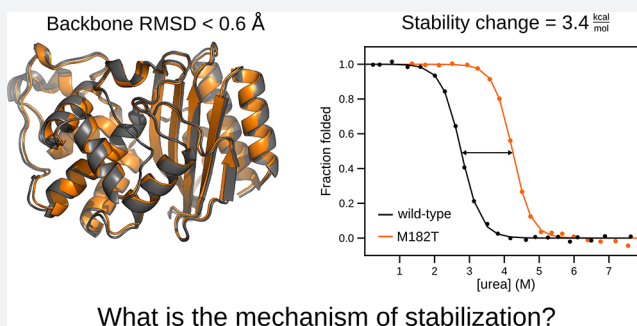 Backbone RMSD < 0.6 Å
Stability change = 3.4 kcal/mol
1.0
0.8
0.6
0.4
0.2
0.0
Fraction folded
wild-type
M182T
1 2 3 4 5 6 7
[urea] (M)
What is the mechanism of stabilization?